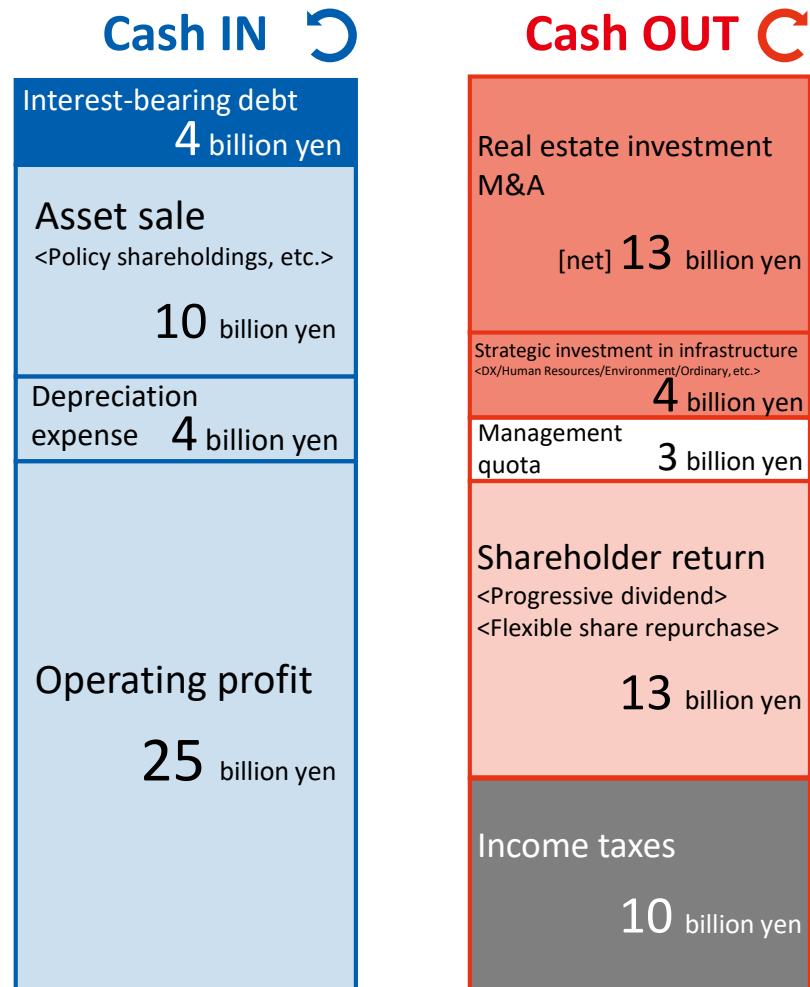 Cash IN
Interest-bearing debt
4 billion yen
Asset sale
<Policy shareholdings, etc.>
10 billion yen
Depreciation
expense 4 billion yen
Operating profit
25 billion yen
Cash OUT
Real estate investment
M&A
[net] 13 billion yen
Strategic investment in infrastructure
<DX/Human Resources/Environment/Ordinary, etc.>
4 billion yen
Management
quota 3 billion yen
Shareholder return
<Progressive dividend>
<Flexible share repurchase>
13 billion yen
Income taxes
10 billion yen